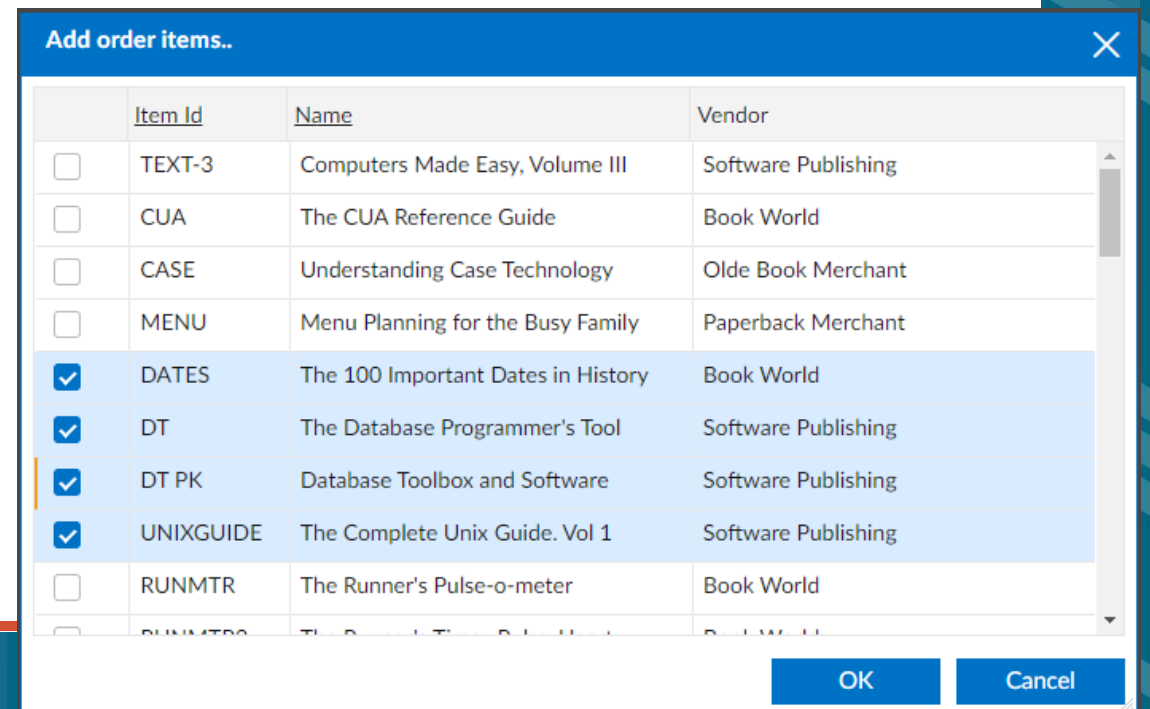 Add order items..
Item Id Name Vendor
TEXT-3 Computers Made Easy, Volume III Software Publishing
CUA The CUA Reference Guide Book World
CASE Understanding Case Technology Olde Book Merchant
MENU Menu Planning for the Busy Family Paperback Merchant
DATES The 100 Important Dates in History Book World
DT The Database Programmer's Tool Software Publishing
DT PK Database Toolbox and Software Software Publishing
UNIXGUIDE The Complete Unix Guide. Vol 1 Software Publishing
RUNMTR The Runner's Pulse-o-meter Book World
OK Cancel